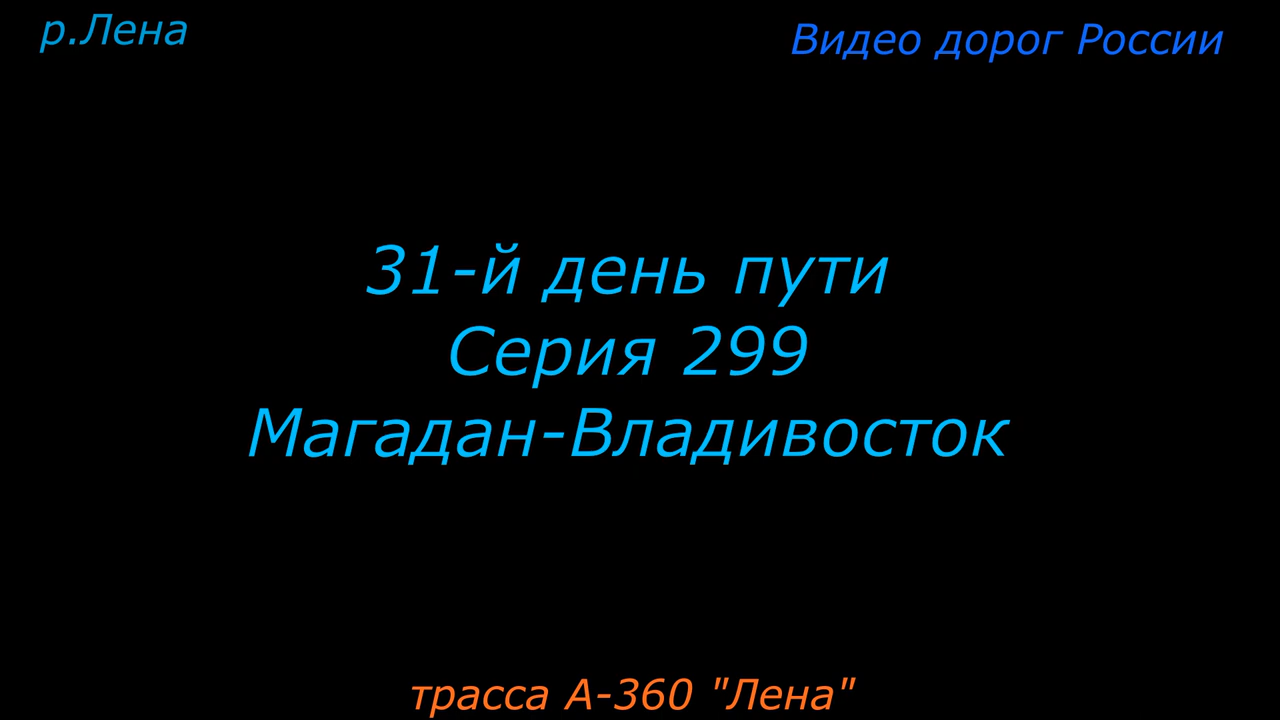 р.Лена
Видео дорог России
31-й день пути
Серия 299
Магадан-Владивосток
трасса А-360 "Лена"